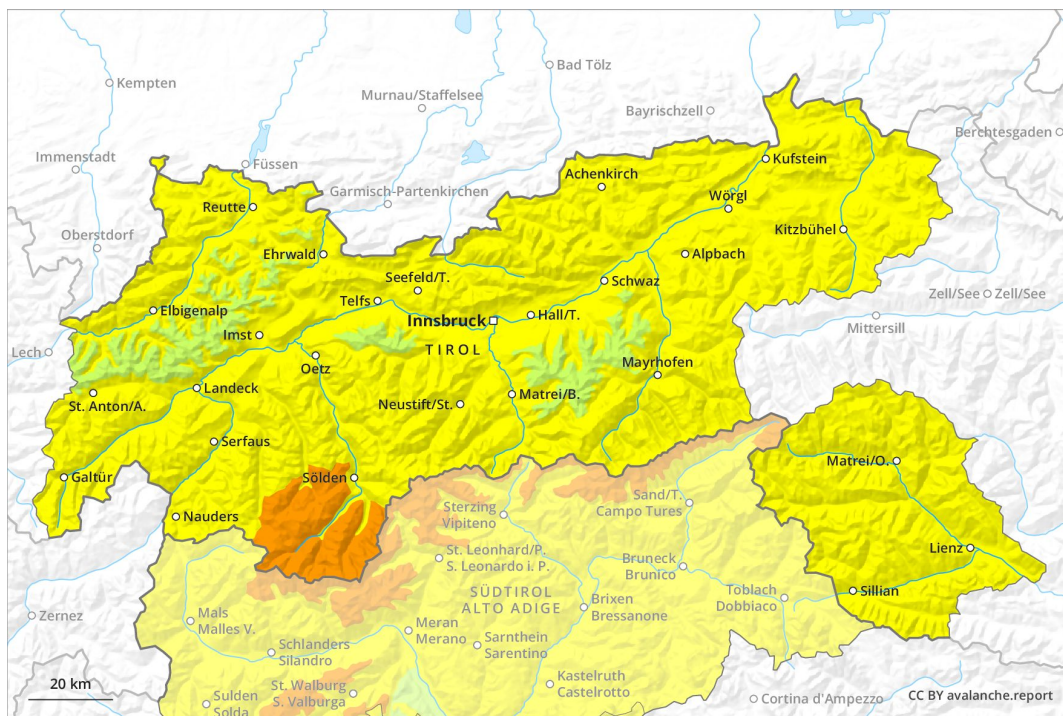 Kempten
Bad Tölz
Murnau/Staffelsee
Bayrischzell
Berchtesgaden
Immenstadt
Füssen
Kufstein
Achenkirch
Garmisch-Partenkirchen
Wörgl
Reutte
Oberstdorf
Kitzbühel
Ehrwald
Alpbach
Seefeld/T.
Schwaz
Zell/See
Zell/See
Telfs
Elbigenalp
Hall/T.
Innsbruck
Mittersill
Imst
TIROL
Lech
Oetz
Mayrhofen
Landeck
St. Anton/A.
Matrei/B.
Neustift/St.
Serfaus
Matrei/O.
Galtür
Sölden
Sand/T.
Campo Tures
Sterzing
Vipiteno
Nauders
Lienz
St. Leonhard/P.
S. Leonardo i. P.
Bruneck
Brunico
Sillian
SÜDTIROL
ALTO ADIGE
Toblach
Dobbiaco
Brixen
Bressanone
Zernez
Mals
Malles V.
Meran
Merano
Sarnthein
Sarentino
Schlanders
Silandro
Kastelruth
Castelrotto
20 km
St. Walburg
S. Valburga
Sulden
Solda
Cortina d'Ampezzo
CC BY avalanche.report